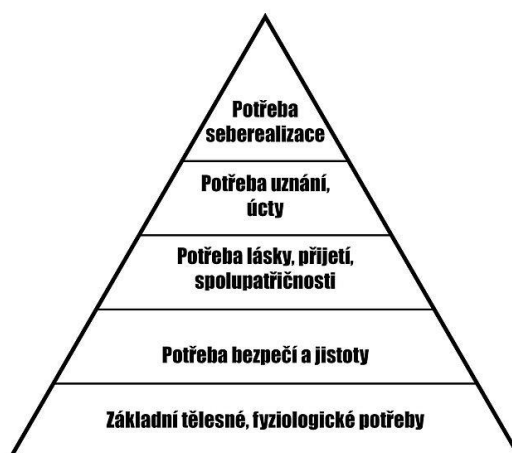 Potřeba
seberealizace
Potřeba uznání,
úcty
Potřeba lásky, přijetí,
spolupatřičnosti
Potřeba bezpečí a jistoty
Základní tělesné, fyziologické potřeby